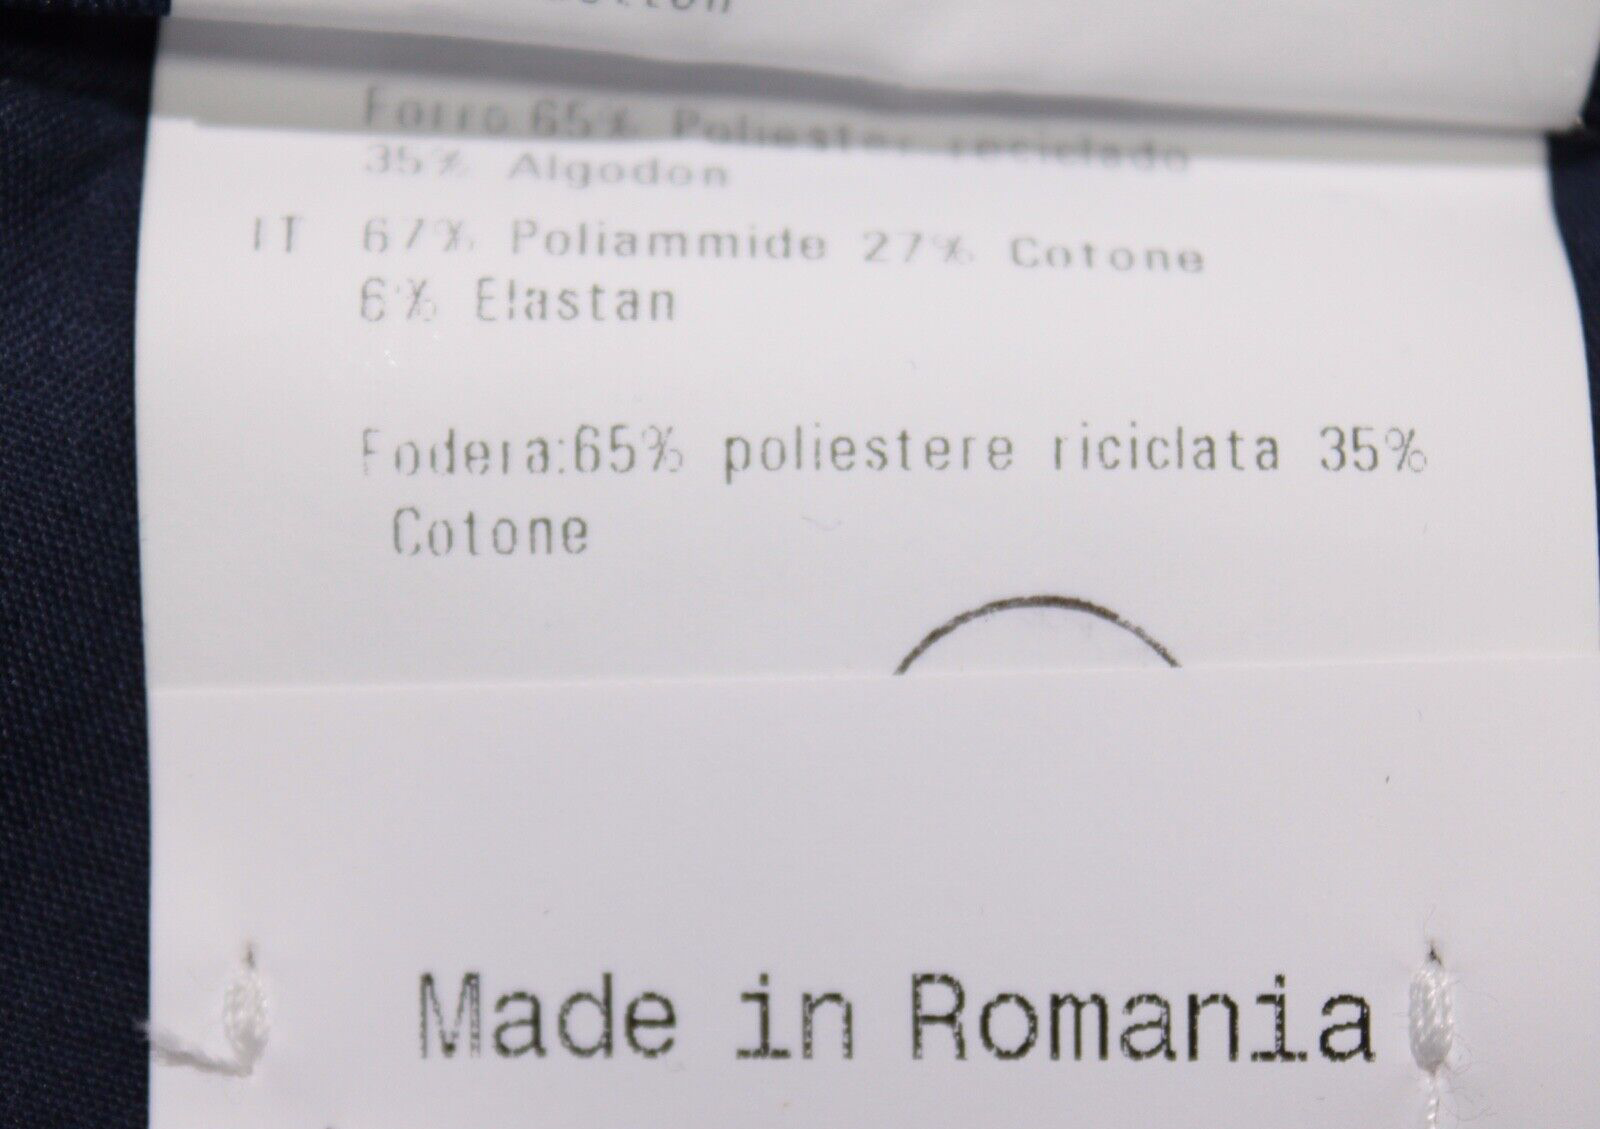 Forro 65% Poliester reciclado
35% Algodon
IT 67% Poliammide 27% Cotone
6% Elastan
Fodera:65% poliestere riciclata 35%
Cotone
Made in Romania